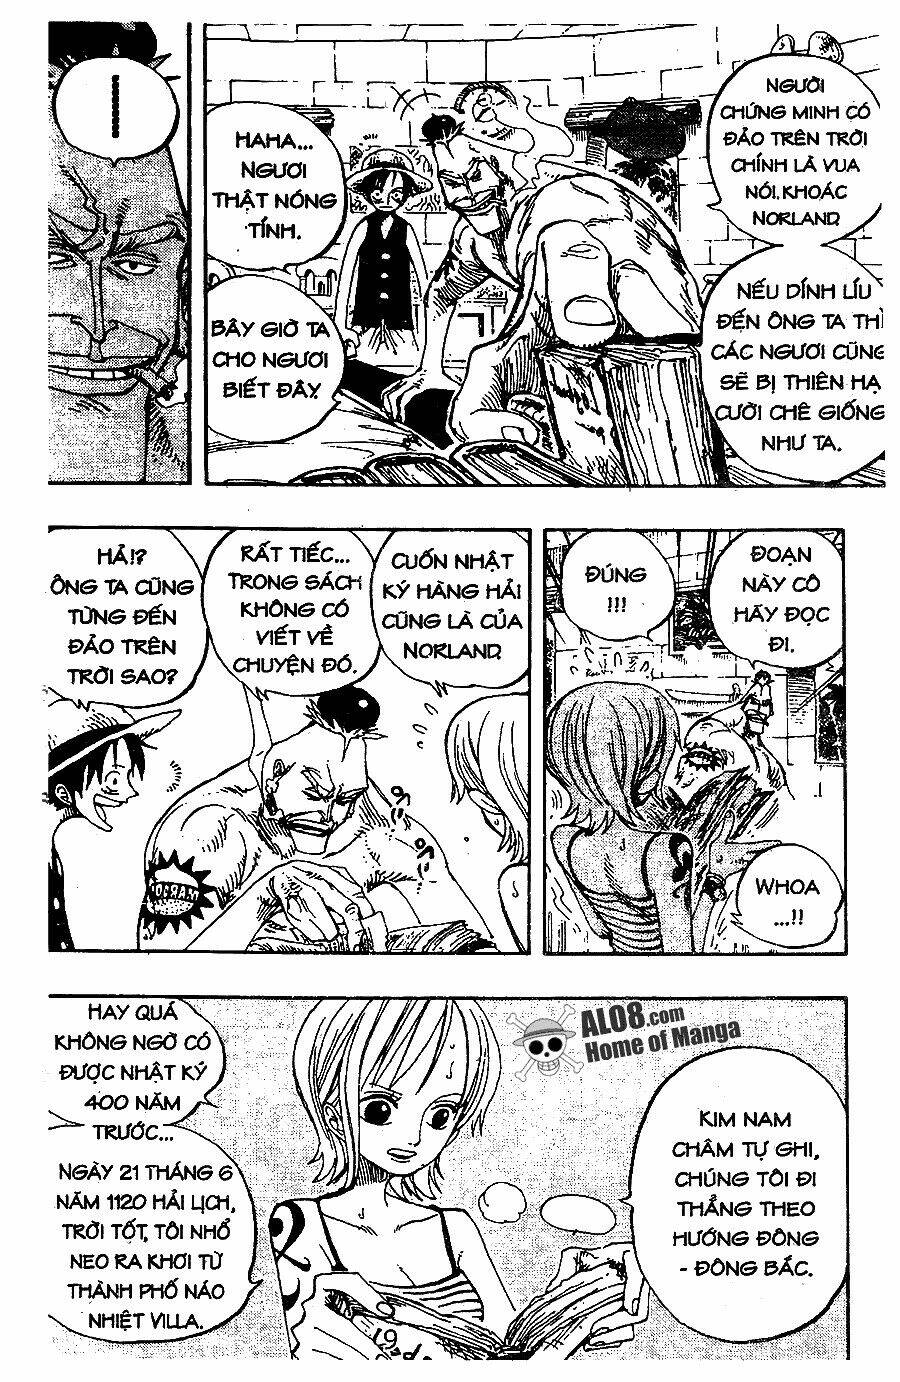 NGƯỜI
CHỨNG MINH CÓ
ĐẢO TRÊN TRỜI
CHÍNH LÀ VUA
NÓI KHOÁC
NORLAND
NẾU DÍNH LÍU
ĐẾN ÔNG TA THÌ
CÁC NGƯƠI CŨNG
SẼ BỊ THIÊN HẠ
CƯỜI CHÊ GIỐNG
NHƯ TA.
HAHA...
NGƯƠI
THẬT NÓNG
TÍNH.
BÂY GIỜ TA
CHO NGƯƠI
BIẾT ĐÂY.
ĐOẠN
NÀY CÔ
HÃY ĐỌC
ĐI.
ĐÚNG
!!!
WHOA
...!!
CUỐN NHẬT
KÝ HÀNG HẢI
CŨNG LÀ CỦA
NORLAND
RẤT TIẾC...
TRONG SÁCH
KHÔNG CÓ
VIẾT VỀ
CHUYỆN ĐÓ.
HẢ!?
ÔNG TA CŨNG
TỪNG ĐẾN
ĐẢO TRÊN
TRỜI SAO?
HAY QUÁ
KHÔNG NGỜ CÓ
ĐƯỢC NHẬT KÝ
400 NĂM
TRƯỚC...
NGÀY 21 THÁNG 6
NĂM 1120 HẢI LỊCH,
TRỜI TỐT, TÔI NHỔ
NEO RA KHƠI TỪ
THÀNH PHỐ NÁO
NHIỆT VILLA.
KIM NAM
CHÂM TỰ GHI,
CHÚNG TÔI ĐI
THẲNG THEO
HƯỚNG ĐÔNG
- ĐÔNG BẮC.
AL08.com
Home of Manga